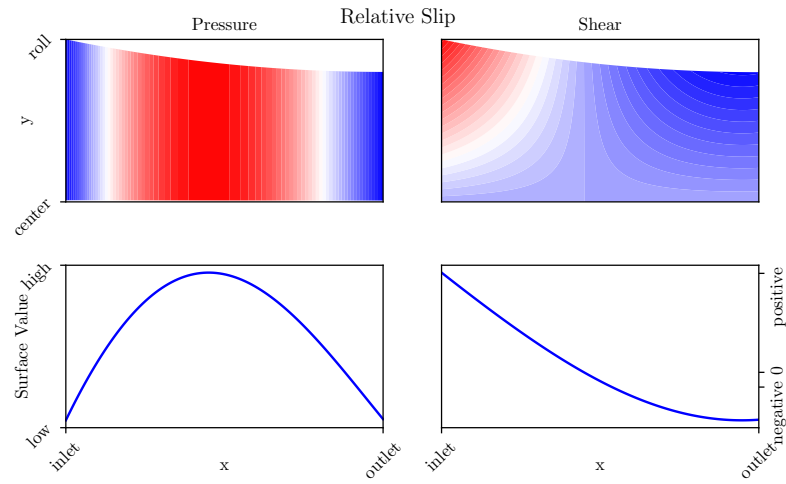 Relative Slip
Pressure
Shear
roll
y
center
high
Surface Value
low
inlet
x
outlet
positive
0
negative
inlet
x
outlet